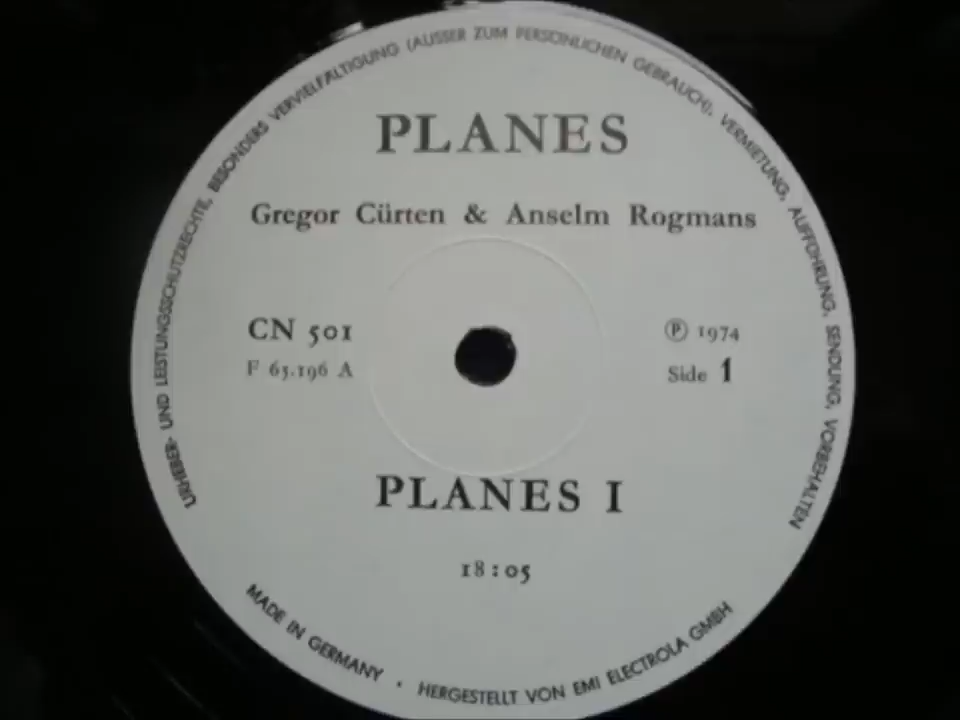 URHEBER- UND LEISTUNGSSCHUTZRECHTE, BESONDERS VERVIELFÄLTIGUNG (AUSSER ZUM PERSÖNLICHEN GEBRAUCH), VERMIETUNG, AUFFÜHRUNG, SENDUNG, VORBEHALTEN
PLANES
Gregor Cürten & Anselm Rogmans
CN 501
F 65.196 A
Ⓟ 1974
Side 1
PLANES I
18:05
MADE IN GERMANY · HERGESTELLT VON EMI ELECTROLA GMBH